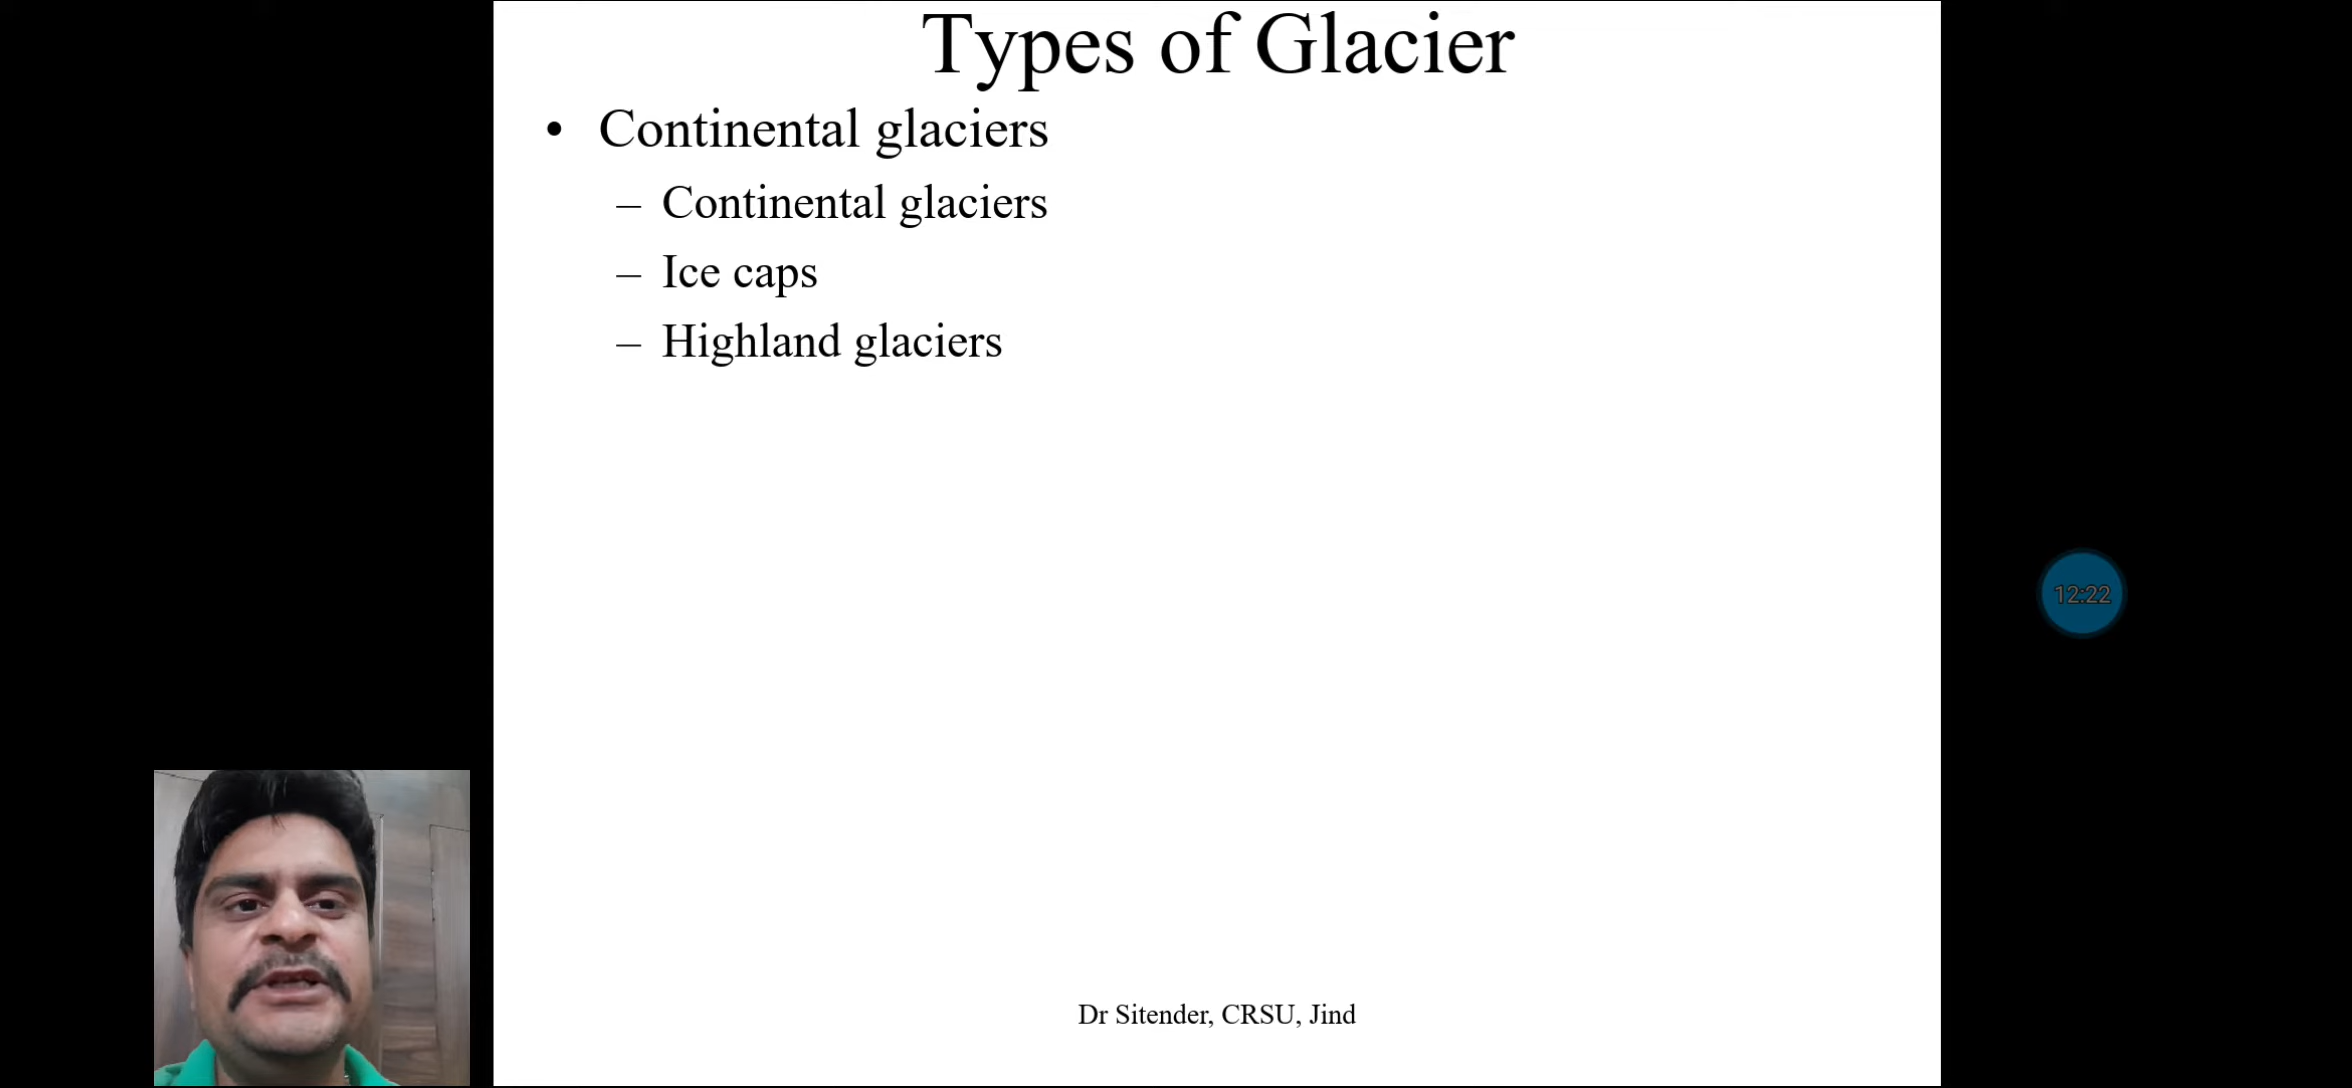 Types of Glacier
• Continental glaciers
– Continental glaciers
– Ice caps
– Highland glaciers
12:22
Dr Sitender, CRSU, Jind